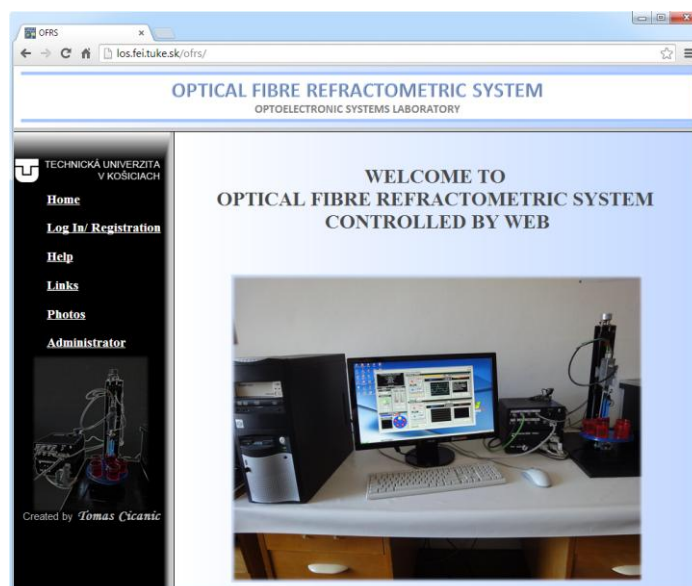 OFRS
los.fei.tuke.sk/ofrs/
OPTICAL FIBRE REFRACTOMETRIC SYSTEM
OPTOELECTRONIC SYSTEMS LABORATORY
TECHNICKÁ UNIVERZITA
V KOŠICIACH
Home
Log In/ Registration
Help
Links
Photos
Administrator
Created by Tomas Cicanic
WELCOME TO
OPTICAL FIBRE REFRACTOMETRIC SYSTEM
CONTROLLED BY WEB